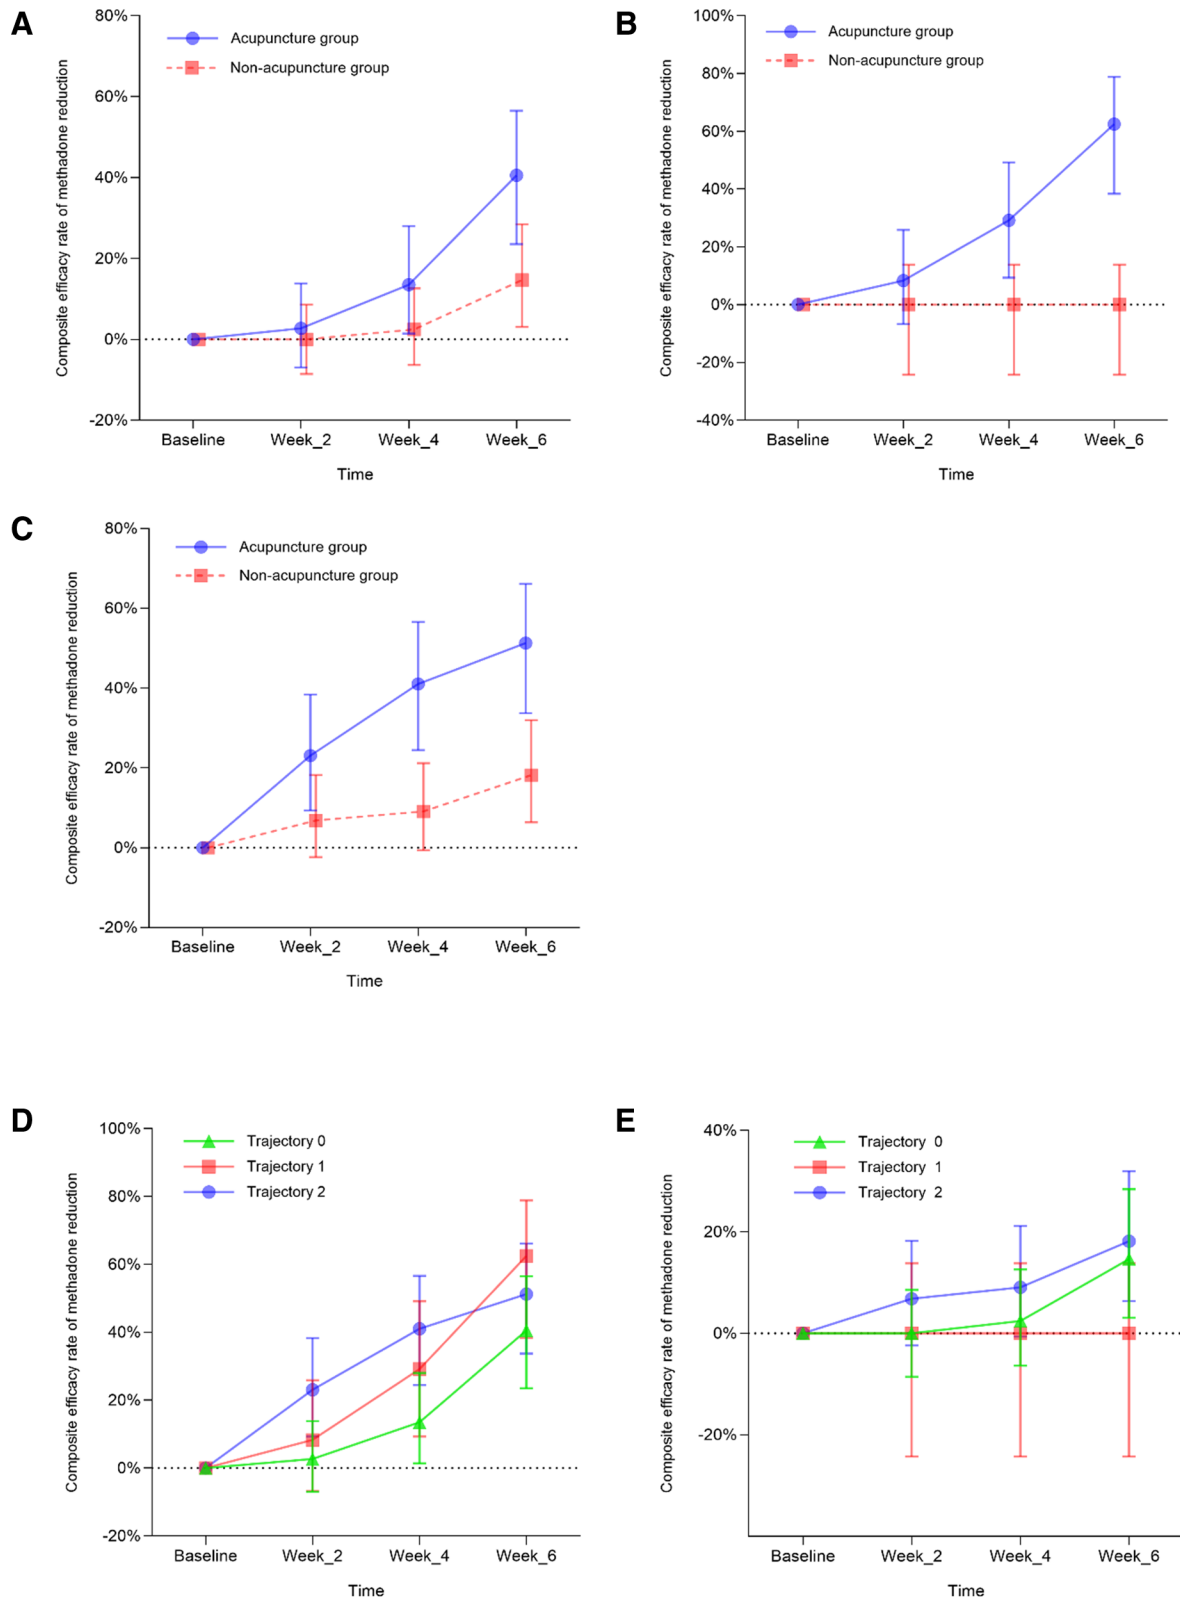 A
Composite efficacy rate of methadone reduction
80%
60%
40%
20%
0%
-20%
Acupuncture group
Non-acupuncture group
Baseline Week_2 Week_4 Week_6
Time
B
Composite efficacy rate of methadone reduction
100%
80%
60%
40%
20%
0%
-20%
-40%
Acupuncture group
Non-acupuncture group
Baseline Week_2 Week_4 Week_6
Time
C
Composite efficacy rate of methadone reduction
80%
60%
40%
20%
0%
-20%
Acupuncture group
Non-acupuncture group
Baseline Week_2 Week_4 Week_6
Time
D
Composite efficacy rate of methadone reduction
100%
80%
60%
40%
20%
0%
-20%
Trajectory 0
Trajectory 1
Trajectory 2
Baseline Week_2 Week_4 Week_6
Time
E
Composite efficacy rate of methadone reduction
40%
20%
0%
-20%
Trajectory 0
Trajectory 1
Trajectory 2
Baseline Week_2 Week_4 Week_6
Time